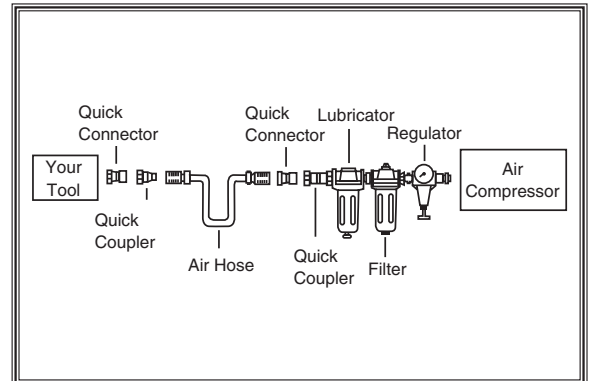 Quick
Connector
Quick
Connector
Lubricator
Regulator
Your
Tool
Air
Compressor
Quick
Coupler
Air Hose
Quick
Coupler
Filter